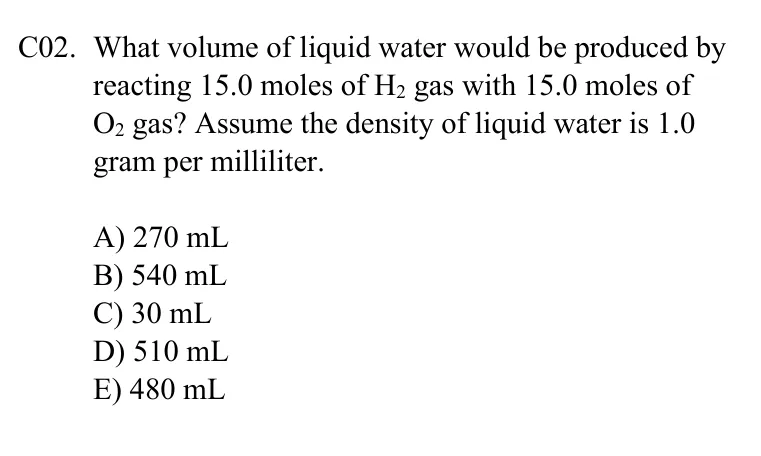 C02. What volume of liquid water would be produced by
reacting 15.0 moles of H₂ gas with 15.0 moles of
O₂ gas? Assume the density of liquid water is 1.0
gram per milliliter.
A) 270 mL
B) 540 mL
C) 30 mL
D) 510 mL
E) 480 mL